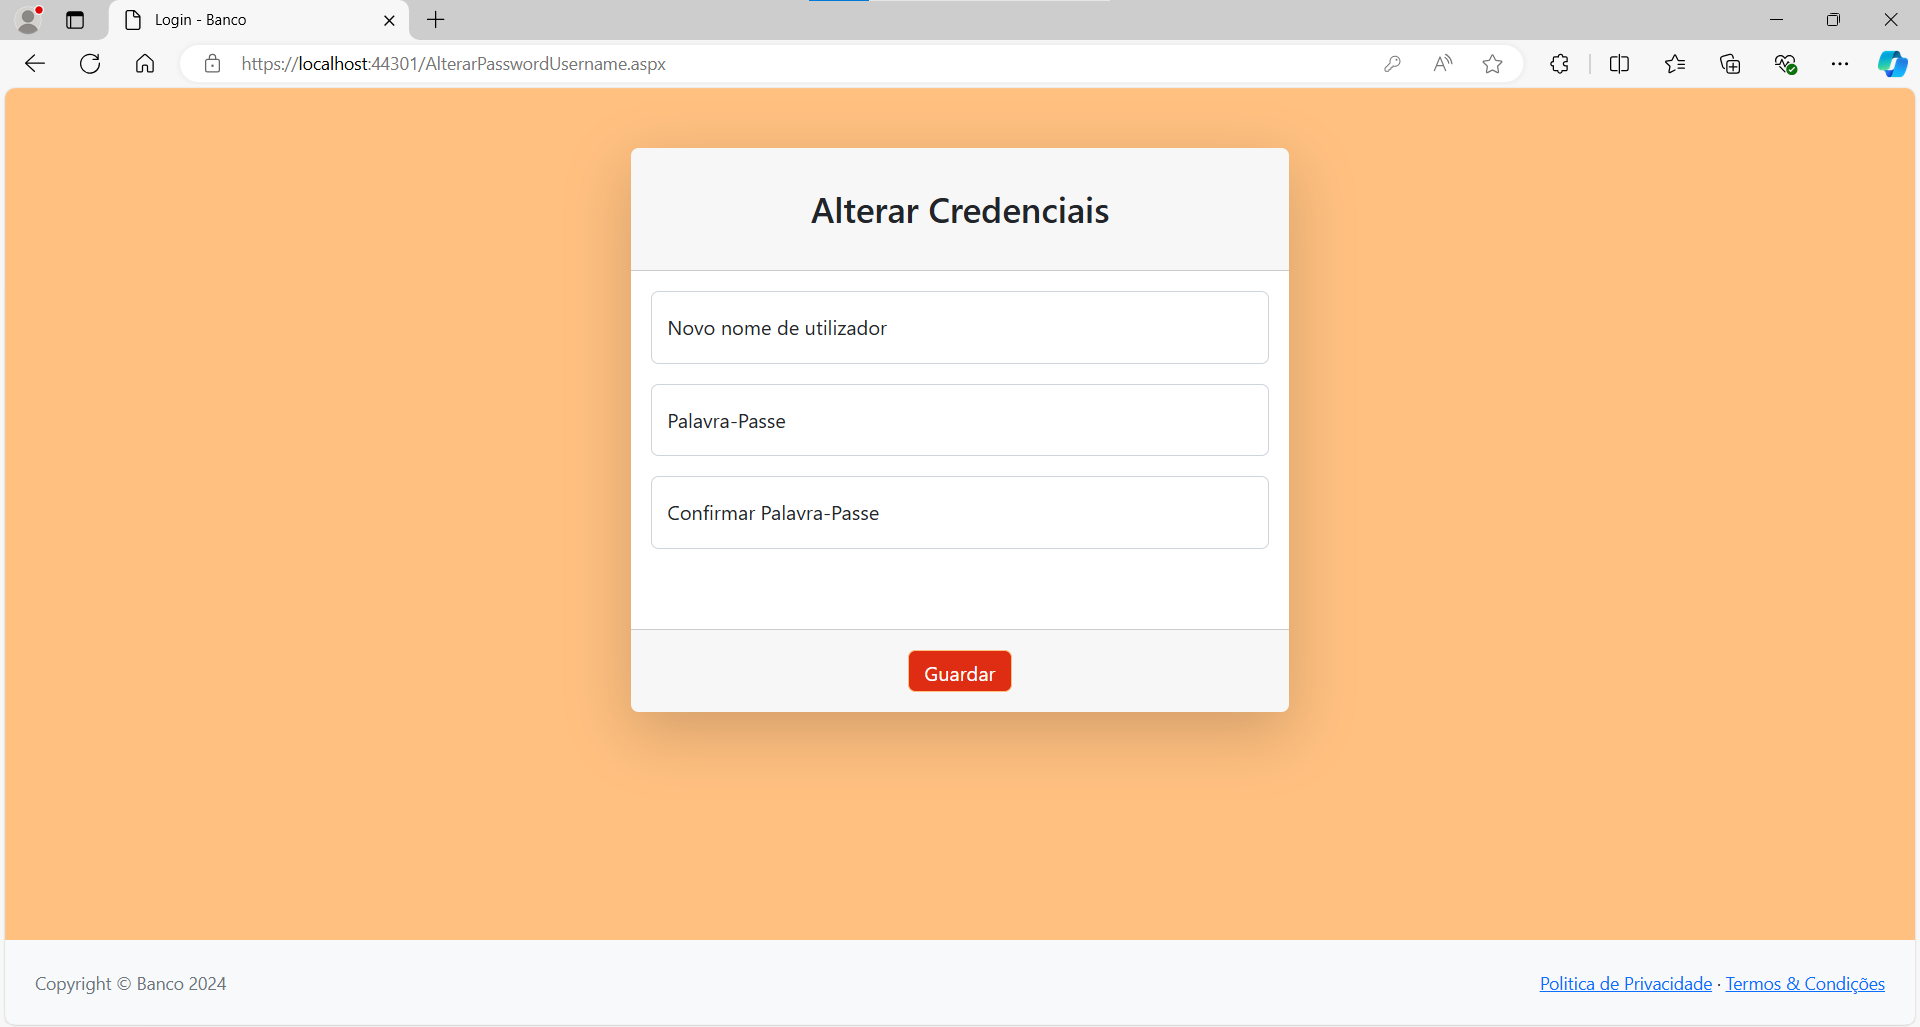 Login - Banco
https://localhost:44301/AlterarPasswordUsername.aspx
Alterar Credenciais
Novo nome de utilizador
Palavra-Passe
Confirmar Palavra-Passe
Guardar
Copyright © Banco 2024
Politica de Privacidade · Termos & Condições